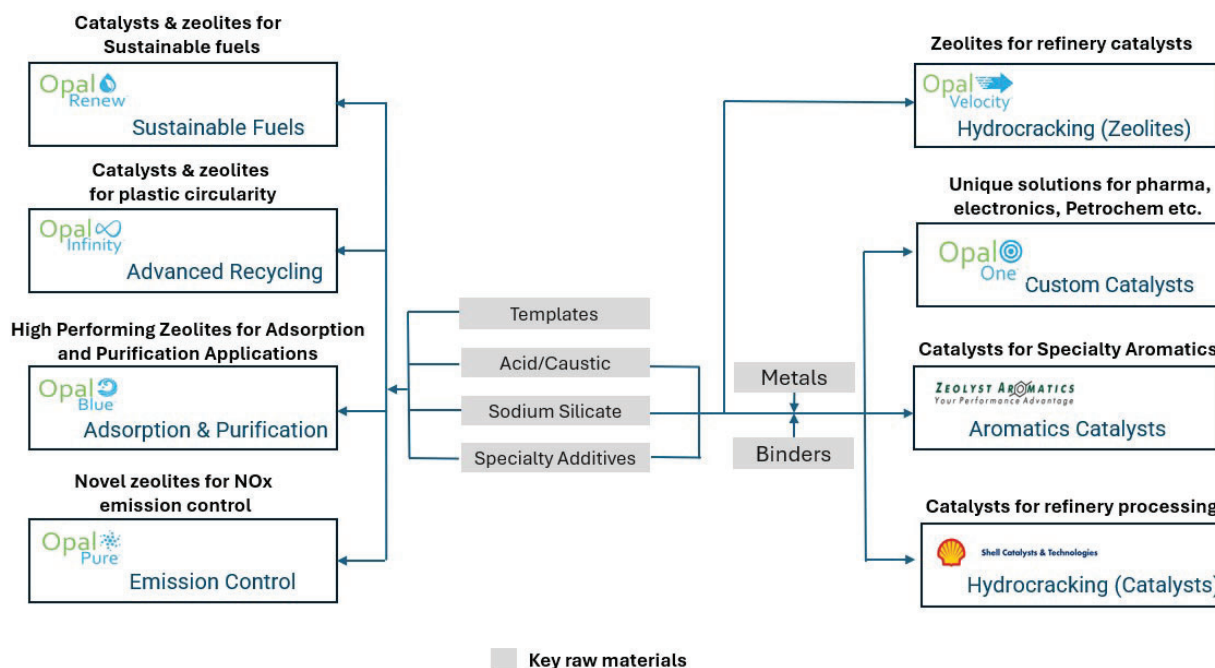 Catalysts & zeolites for
Sustainable fuels
Opal
Renew
Sustainable Fuels
Catalysts & zeolites
for plastic circularity
Opal
Infinity
Advanced Recycling
High Performing Zeolites for Adsorption
and Purification Applications
Opal
Blue
Adsorption & Purification
Novel zeolites for NOx
emission control
Opal
Pure
Emission Control
Templates
Acid/Caustic
Sodium Silicate
Specialty Additives
Metals
Binders
Zeolites for refinery catalysts
Opal
Velocity
Hydrocracking (Zeolites)
Unique solutions for pharma,
electronics, Petrochem etc.
Opal
One
Custom Catalysts
Catalysts for Specialty Aromatics
ZEOLYST AROMATICS
Your Performance Advantage
Aromatics Catalysts
Catalysts for refinery processing
Shell Catalysts & Technologies
Hydrocracking (Catalysts)
Key raw materials